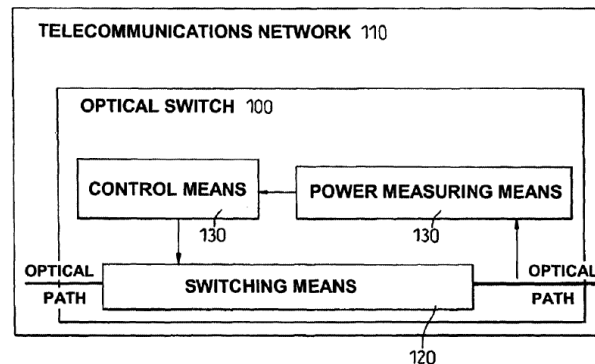 TELECOMMUNICATIONS NETWORK 110
OPTICAL SWITCH 100
CONTROL MEANS
POWER MEASURING MEANS
130
130
OPTICAL
PATH
SWITCHING MEANS
OPTICAL
PATH
120